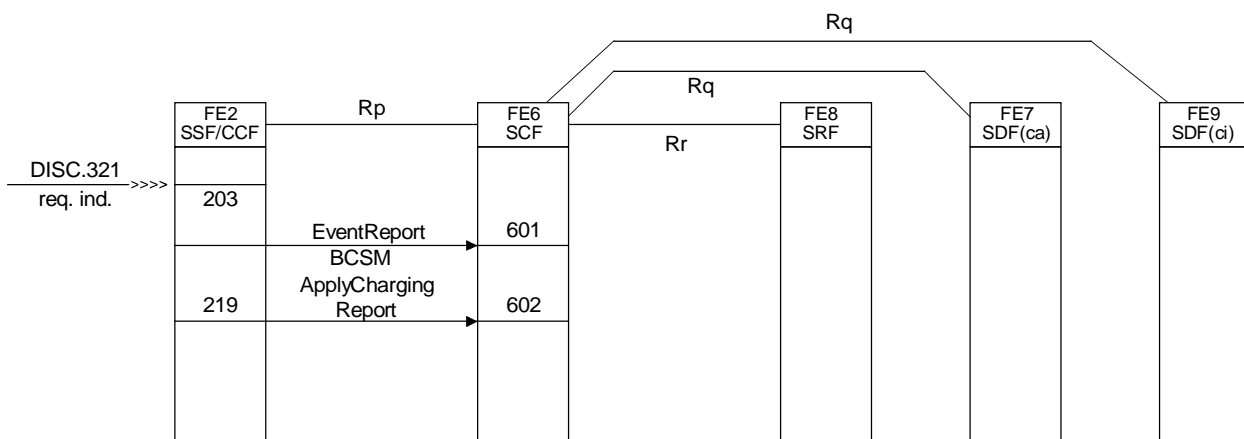 Rq
Rq
Rp
Rr
FE2
SSF/CCF
FE6
SCF
FE8
SRF
FE7
SDF(ca)
FE9
SDF(ci)
DISC.321
>>>>
req. ind.
203
EventReport
BCSM
601
219
ApplyCharging
Report
602